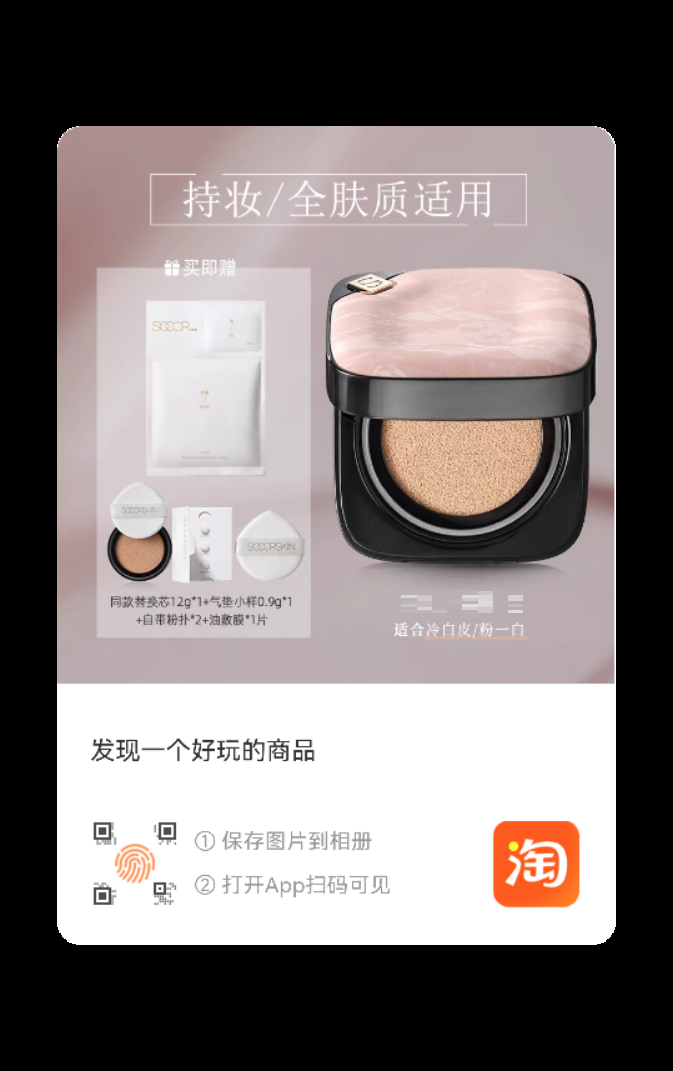 持妆/全肤质适用
买即赠
SOCORSKIN
SOCORSKIN
同款替换芯12g*1+气垫小样0.9g*1
+自带粉扑*2+油敷膜*1片
适合冷白皮/粉一白
发现一个好玩的商品
① 保存图片到相册
② 打开App扫码可见
淘